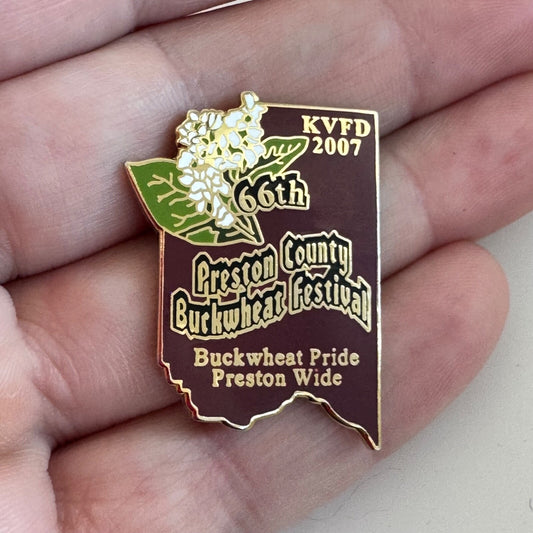 KVFD
2007
66th
Preston County
Buckwheat Festival
Buckwheat Pride
Preston Wide